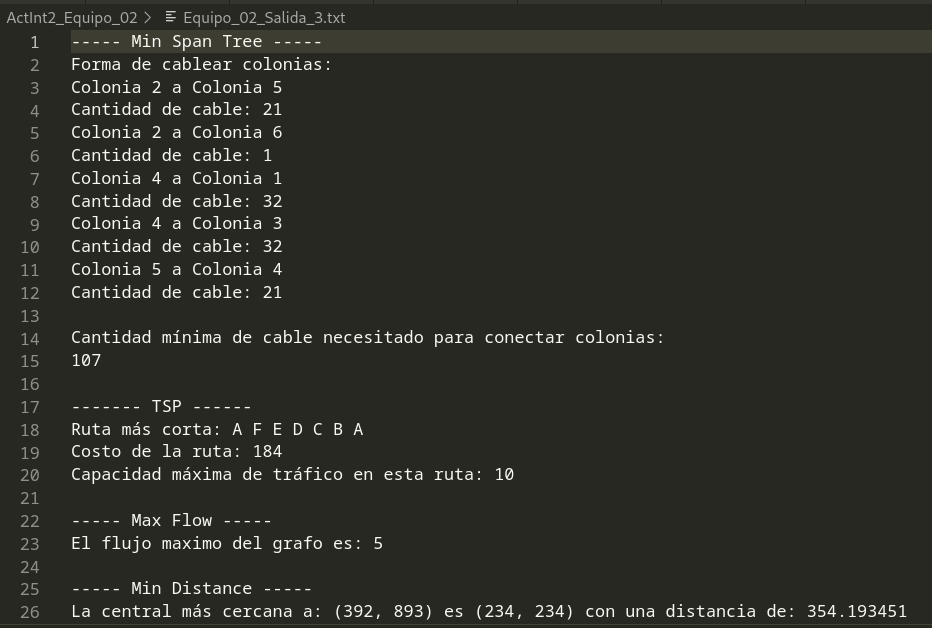 ActInt2_Equipo_02 > Equipo_02_Salida_3.txt
1 ----- Min Span Tree -----
2 Forma de cablear colonias:
3 Colonia 2 a Colonia 5
4 Cantidad de cable: 21
5 Colonia 2 a Colonia 6
6 Cantidad de cable: 1
7 Colonia 4 a Colonia 1
8 Cantidad de cable: 32
9 Colonia 4 a Colonia 3
10 Cantidad de cable: 32
11 Colonia 5 a Colonia 4
12 Cantidad de cable: 21
13
14 Cantidad mínima de cable necesitado para conectar colonias:
15 107
16
17 ------- TSP ------
18 Ruta más corta: A F E D C B A
19 Costo de la ruta: 184
20 Capacidad máxima de tráfico en esta ruta: 10
21
22 ----- Max Flow -----
23 El flujo maximo del grafo es: 5
24
25 ----- Min Distance -----
26 La central más cercana a: (392, 893) es (234, 234) con una distancia de: 354.193451